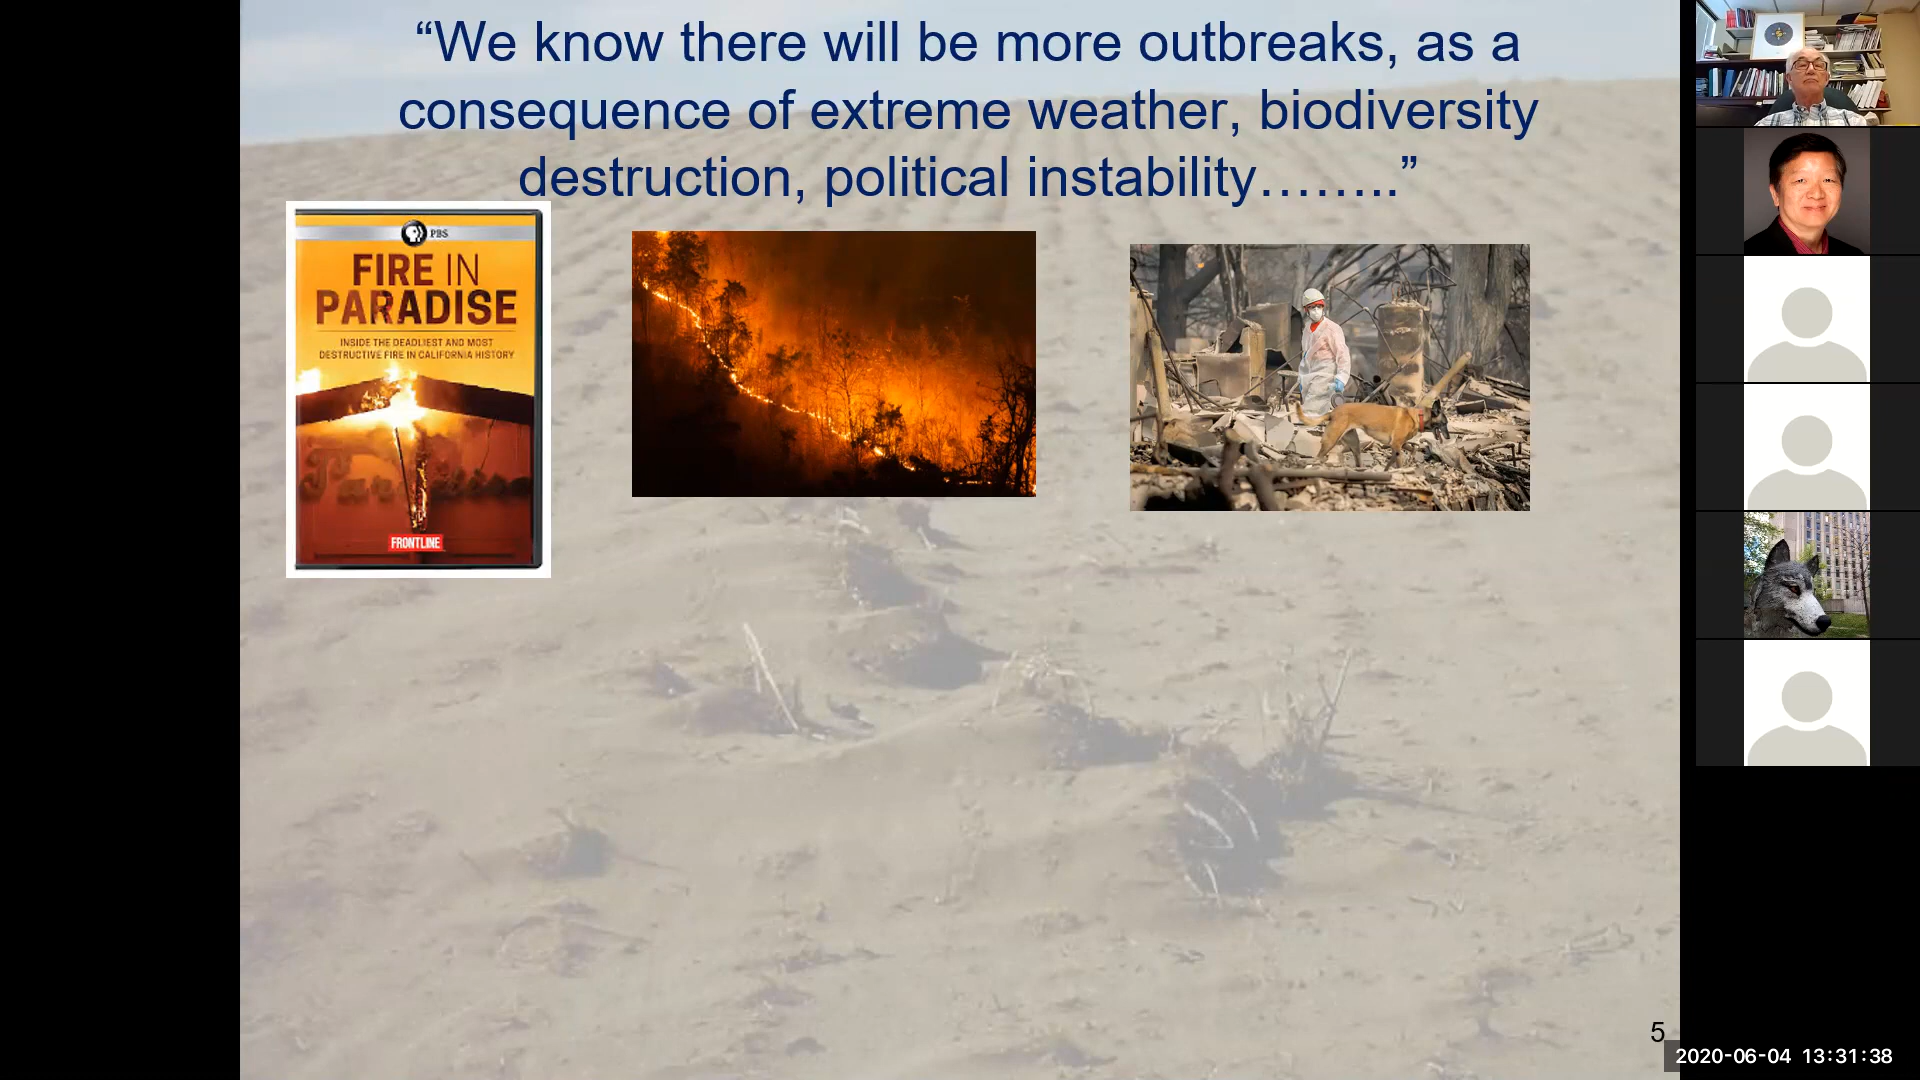 “We know there will be more outbreaks, as a
consequence of extreme weather, biodiversity
destruction, political instability……..”
PBS
FIRE IN
PARADISE
INSIDE THE DEADLIEST AND MOST
DESTRUCTIVE FIRE IN CALIFORNIA HISTORY
FRONTLINE
5
2020-06-04 13:31:38